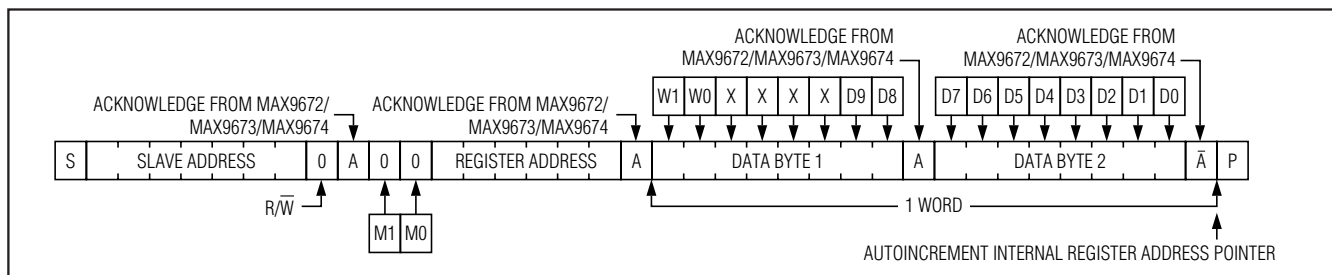 ACKNOWLEDGE FROM
MAX9672/MAX9673/MAX9674
ACKNOWLEDGE FROM
MAX9672/MAX9673/MAX9674
W1 W0 X X X X D9 D8
D7 D6 D5 D4 D3 D2 D1 D0
ACKNOWLEDGE FROM MAX9672/
MAX9673/MAX9674
ACKNOWLEDGE FROM MAX9672/
MAX9673/MAX9674
S SLAVE ADDRESS 0 A 0 0 REGISTER ADDRESS A DATA BYTE 1 A DATA BYTE 2 A̅ P
R/W̅
1 WORD
M1 M0
AUTOINCREMENT INTERNAL REGISTER ADDRESS POINTER